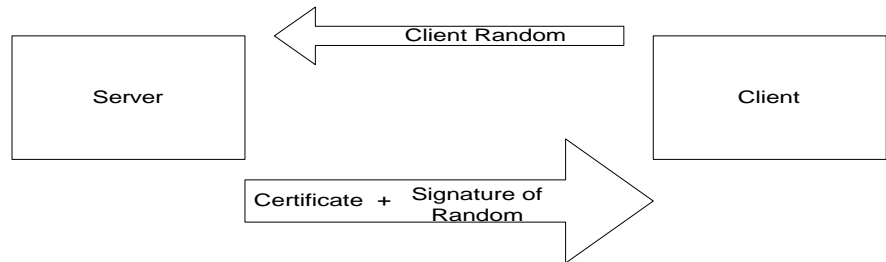 Client Random
Server
Client
Certificate + Signature of
Random